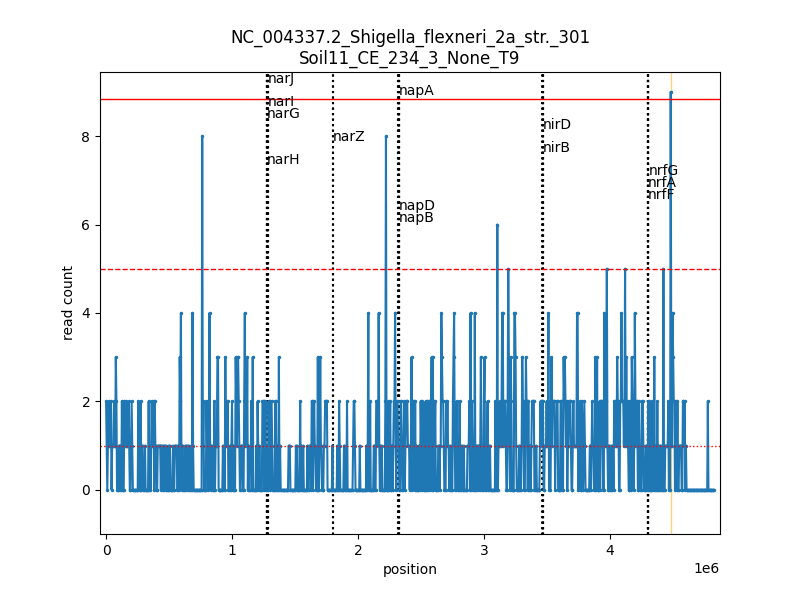 NC_004337.2_Shigella_flexneri_2a_str._301
Soil11_CE_234_3_None_T9
narJ
narI
narG
narH
narZ
napA
napD
napB
nirD
nirB
nrfG
nrfA
nrfF
read count
8
6
4
2
0
0
1
2
3
4
1e6
position